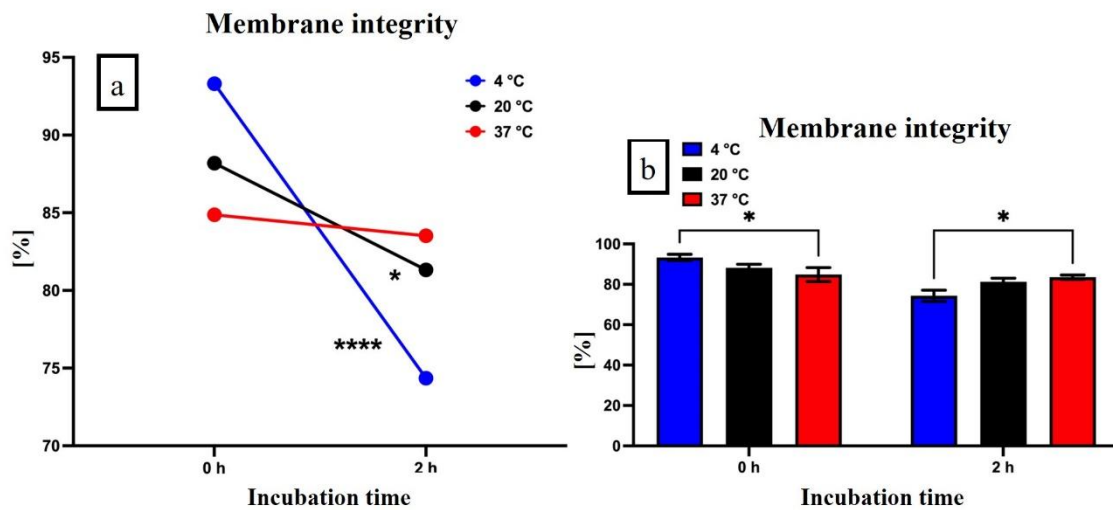 Membrane integrity
a
95
90
85
80
75
70
[%]
4 °C
20 °C
37 °C
*
****
0 h
2 h
Incubation time
Membrane integrity
b
4 °C
20 °C
37 °C
*
*
100
80
60
40
20
0
[%]
0 h
2 h
Incubation time